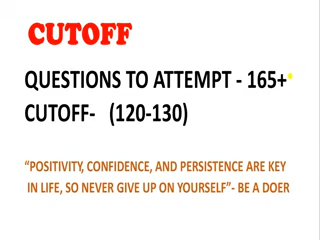 CUTOFF
QUESTIONS TO ATTEMPT - 165+*
CUTOFF- (120-130)
“POSITIVITY, CONFIDENCE, AND PERSISTENCE ARE KEY
IN LIFE, SO NEVER GIVE UP ON YOURSELF”- BE A DOER